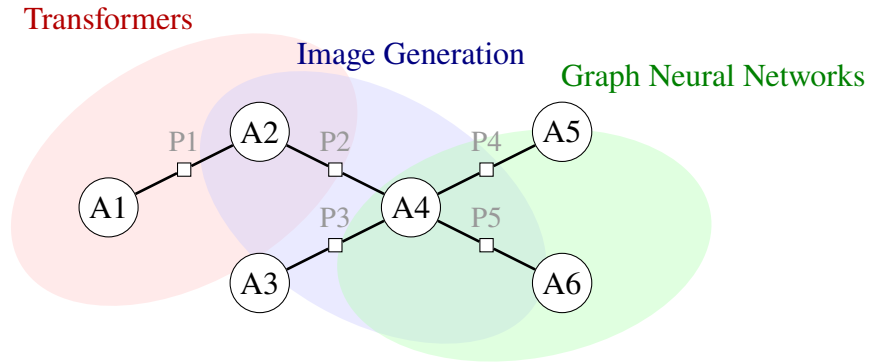 Transformers
Image Generation
Graph Neural Networks
P1
A2
P2
P4
A5
A1
A4
P3
P5
A3
A6